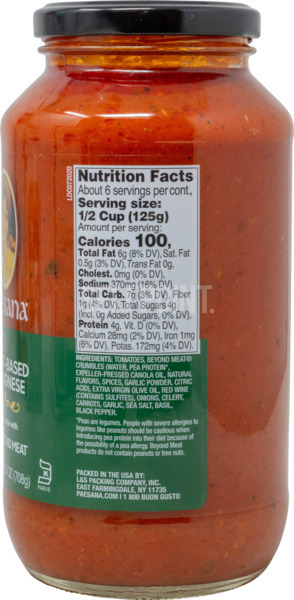 Nutrition Facts
About 6 servings per cont.,
Serving size:
1/2 Cup (125g)
Amount per serving:
Calories 100,
Total Fat 6g (8% DV), Sat. Fat
0.5g (3% DV), Trans Fat 0g,
Cholest. 0mg (0% DV),
Sodium 370mg (16% DV),
Total Carb. 7g (3% DV), Fiber
1g (4% DV), Total Sugars 4g
(Incl. 0g Added Sugars, 0% DV),
Protein 4g, Vit. D (0% DV),
Calcium 28mg (2% DV), Iron 1mg
(6% DV), Potas. 172mg (4% DV).
INGREDIENTS: TOMATOES, BEYOND MEAT®
CRUMBLES (WATER, PEA PROTEIN*,
EXPELLER-PRESSED CANOLA OIL, NATURAL
FLAVORS, SPICES, GARLIC POWDER, CITRIC
ACID), EXTRA VIRGIN OLIVE OIL, RED WINE
(CONTAINS SULFITES), ONIONS, CELERY,
CARROTS, GARLIC, SEA SALT, BASIL,
BLACK PEPPER.
*Peas are legumes. People with severe allergies to
legumes like peanuts should be cautious when
introducing pea protein into their diet because of
the possibility of a pea allergy. Beyond Meat
products do not contain peanuts or tree nuts.
PACKED IN THE USA BY:
L&S PACKING COMPANY, INC.
EAST FARMINGDALE, NY 11735
PAESANA.COM | 1 800 BUON GUSTO
LD0072020
sana
-BASED
GNESE
ND MEAT
OZ (708g)
K
PARVE